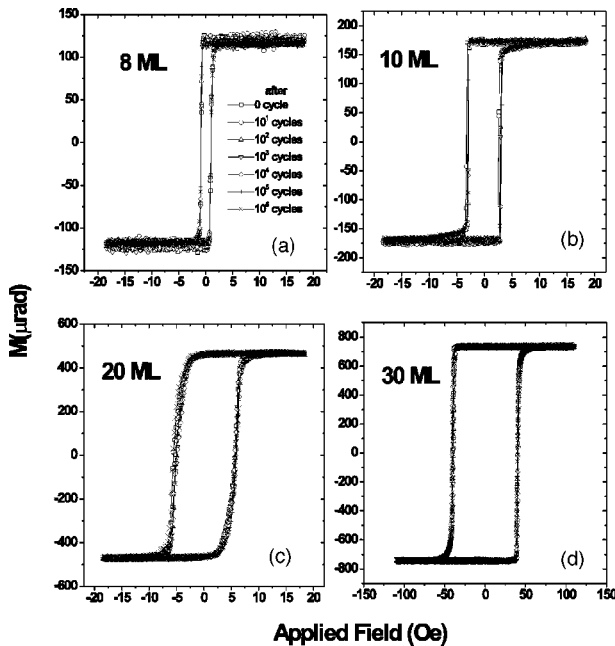 150
125
100
50
0
-50
-100
-125
-150
8 ML
after
0 cycle
10¹ cycles
10² cycles
10³ cycles
10⁴ cycles
10⁵ cycles
10⁶ cycles
(a)
-20 -15 -10 -5 0 5 10 15 20
200
150
100
50
0
-50
-100
-150
-200
10 ML
(b)
-20 -15 -10 -5 0 5 10 15 20
M(μrad)
600
400
200
0
-200
-400
-600
20 ML
(c)
-20 -15 -10 -5 0 5 10 15 20
800
600
400
200
0
-200
-400
-600
-800
30 ML
(d)
-150 -100 -50 0 50 100 150
Applied Field (Oe)